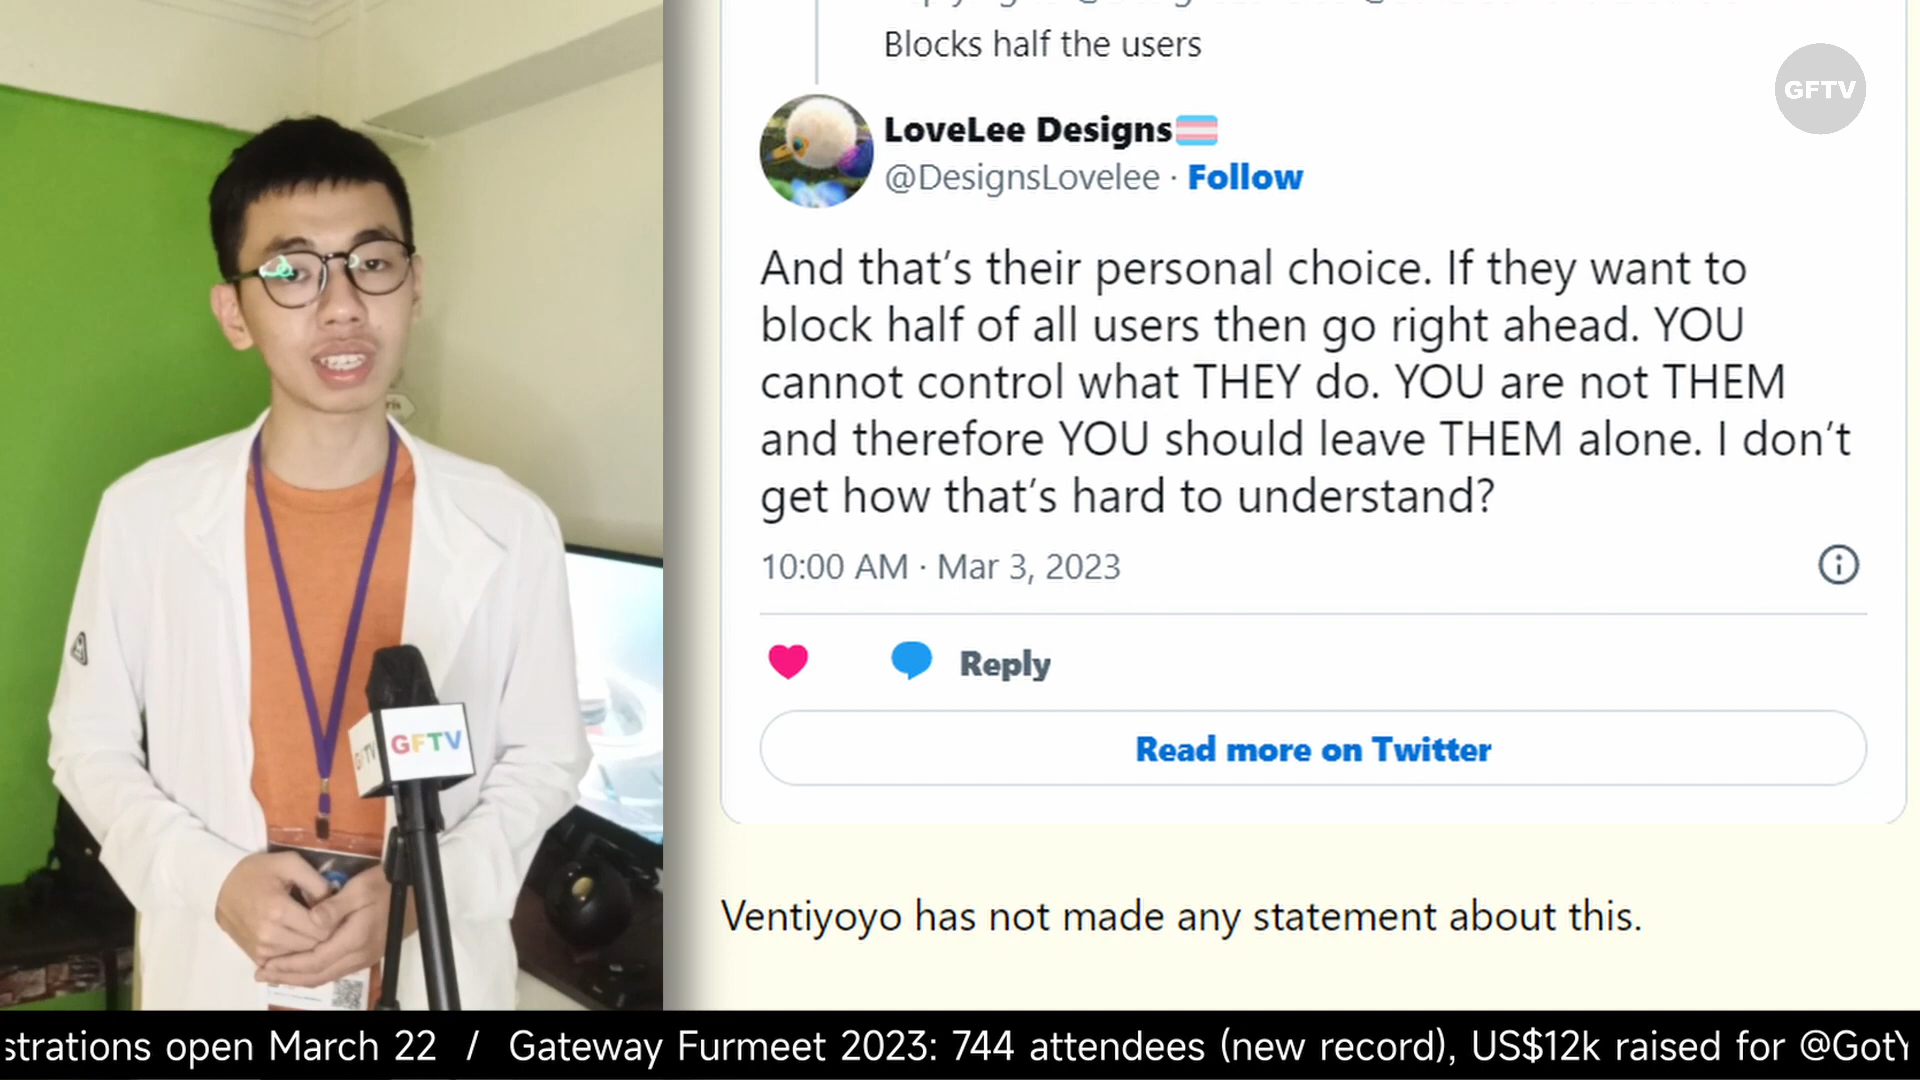 Blocks half the users
GFTV
LoveLee Designs
@DesignsLovelee · Follow
And that's their personal choice. If they want to
block half of all users then go right ahead. YOU
cannot control what THEY do. YOU are not THEM
and therefore YOU should leave THEM alone. I don't
get how that's hard to understand?
10:00 AM · Mar 3, 2023
Reply
Read more on Twitter
GFTV
GFTV
Ventiyoyo has not made any statement about this.
strations open March 22 / Gateway Furmeet 2023: 744 attendees (new record), US$12k raised for @GotY